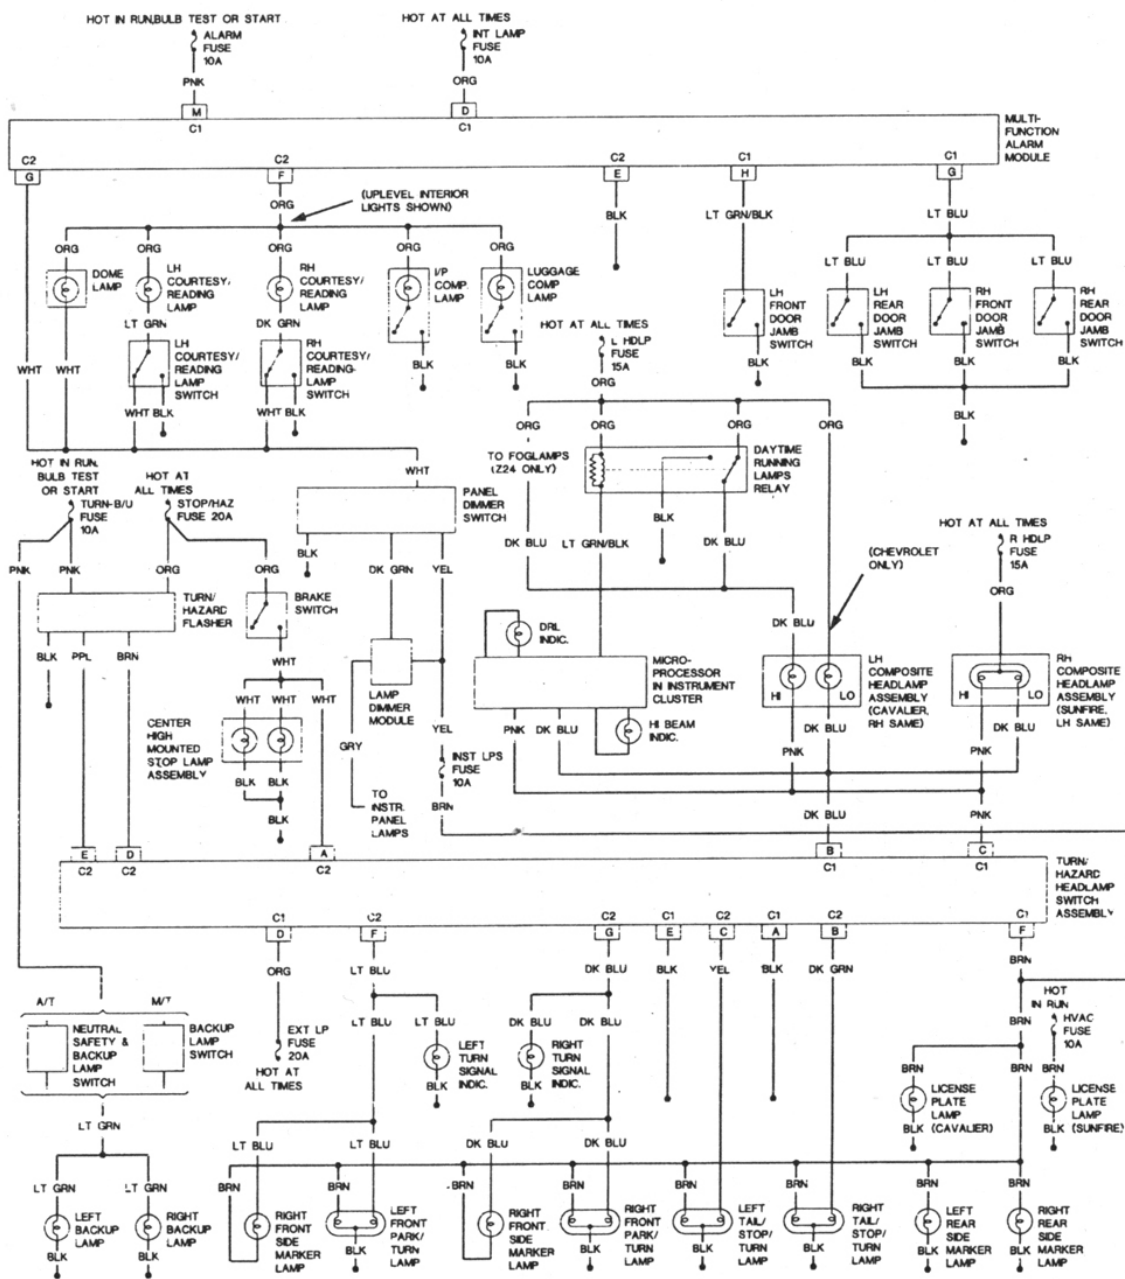 HOT IN RUN,BULB TEST OR START
ALARM
FUSE
10A
PNK
M
C1
HOT AT ALL TIMES
INT LAMP
FUSE
10A
ORG
D
C1
MULTI-
FUNCTION
ALARM
MODULE
C2
G
C2
F
C2
E
C1
H
C1
G
ORG
(UPLEVEL INTERIOR
LIGHTS SHOWN)
BLK
LT GRN/BLK
LT BLU
ORG
ORG
ORG
ORG
ORG
DOME
LAMP
LH
COURTESY/
READING
LAMP
RH
COURTESY/
READING
LAMP
I/P
COMP.
LAMP
LUGGAGE
COMP
LAMP
LT BLU
LT BLU
LT BLU
LH
FRONT
DOOR
JAMB
SWITCH
LH
REAR
DOOR
JAMB
SWITCH
RH
FRONT
DOOR
JAMB
SWITCH
RH
REAR
DOOR
JAMB
SWITCH
LT GRN
DK GRN
WHT
WHT
LH
COURTESY/
READING
LAMP
SWITCH
RH
COURTESY/
READING-
LAMP
SWITCH
BLK
BLK
BLK
BLK
BLK
BLK
BLK
WHT
BLK
WHT
BLK
HOT AT ALL TIMES
L HDLP
FUSE
15A
ORG
ORG
ORG
ORG
ORG
TO FOGLAMPS
(Z24 ONLY)
DAYTIME
RUNNING
LAMPS
RELAY
BLK
DK BLU
LT GRN/BLK
DK BLU
HOT IN RUN,
BULB TEST
OR START
TURN-B/U
FUSE
10A
HOT AT
ALL TIMES
STOP/HAZ
FUSE 20A
WHT
PANEL
DIMMER
SWITCH
BLK
DK GRN
YEL
PNK
PNK
ORG
ORG
TURN/
HAZARD
FLASHER
BRAKE
SWITCH
BLK
PPL
BRN
WHT
WHT
WHT
WHT
CENTER
HIGH
MOUNTED
STOP LAMP
ASSEMBLY
BLK
BLK
BLK
LAMP
DIMMER
MODULE
GRY
TO
INSTR.
PANEL
LAMPS
YEL
INST LPS
FUSE
10A
BRN
DRL
INDIC.
MICRO-
PROCESSOR
IN INSTRUMENT
CLUSTER
PNK
DK BLU
HI BEAM
INDIC.
(CHEVROLET
ONLY)
DK BLU
HI
LO
LH
COMPOSITE
HEADLAMP
ASSEMBLY
(CAVALIER,
RH SAME)
PNK
DK BLU
HOT AT ALL TIMES
R HDLP
FUSE
15A
ORG
HI
LO
RH
COMPOSITE
HEADLAMP
ASSEMBLY
(SUNFIRE,
LH SAME)
PNK
DK BLU
DK BLU
PNK
E
C2
D
C2
A
C2
B
C1
C
C1
TURN/
HAZARD
HEADLAMP
SWITCH
ASSEMBLY
C1
D
C2
F
C2
G
C1
E
C2
C
C1
A
C2
B
C1
F
ORG
LT BLU
DK BLU
BLK
YEL
BLK
DK GRN
BRN
A/T
M/T
NEUTRAL
SAFETY &
BACKUP
LAMP
SWITCH
BACKUP
LAMP
SWITCH
EXT LP
FUSE
20A
HOT AT
ALL TIMES
LT BLU
LT BLU
LEFT
TURN
SIGNAL
INDIC.
BLK
DK BLU
DK BLU
RIGHT
TURN
SIGNAL
INDIC.
BLK
BLK
BLK
HOT
IN RUN
HVAC
FUSE
10A
BRN
BRN
BRN
BRN
LICENSE
PLATE
LAMP
(CAVALIER)
BLK
LICENSE
PLATE
LAMP
(SUNFIRE)
BLK
LT GRN
LT GRN
LT GRN
LEFT
BACKUP
LAMP
RIGHT
BACKUP
LAMP
BLK
BLK
LT BLU
LT BLU
DK BLU
DK BLU
BRN
BRN
BRN
BRN
BRN
BRN
BRN
BRN
RIGHT
FRONT
SIDE
MARKER
LAMP
LEFT
FRONT
PARK/
TURN
LAMP
RIGHT
FRONT
SIDE
MARKER
LAMP
RIGHT
FRONT
PARK/
TURN
LAMP
LEFT
TAIL/
STOP/
TURN
LAMP
RIGHT
TAIL/
STOP/
TURN
LAMP
LEFT
REAR
SIDE
MARKER
LAMP
RIGHT
REAR
SIDE
MARKER
LAMP
BLK
BLK
BLK
BLK
BLK
BLK